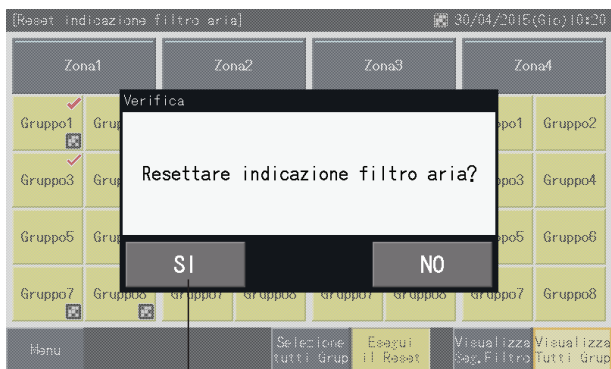 [Reset indicazione filtro aria] 30/04/2015(Gio)10:20
Zona1 Zona2 Zona3 Zona4
Verifica
Gruppo1 Gruppo2
Resettare indicazione filtro aria?
Gruppo3 Gruppo4
Gruppo5 Gruppo6
SI NO
Gruppo7 Gruppo8 Gruppo7 Gruppo8 Gruppo7 Gruppo8 Gruppo7 Gruppo8
Menu
Selezione
tutti Grup
Esegui
il Reset
Visualizza
Seg.Filtro
Visualizza
Tutti Grup